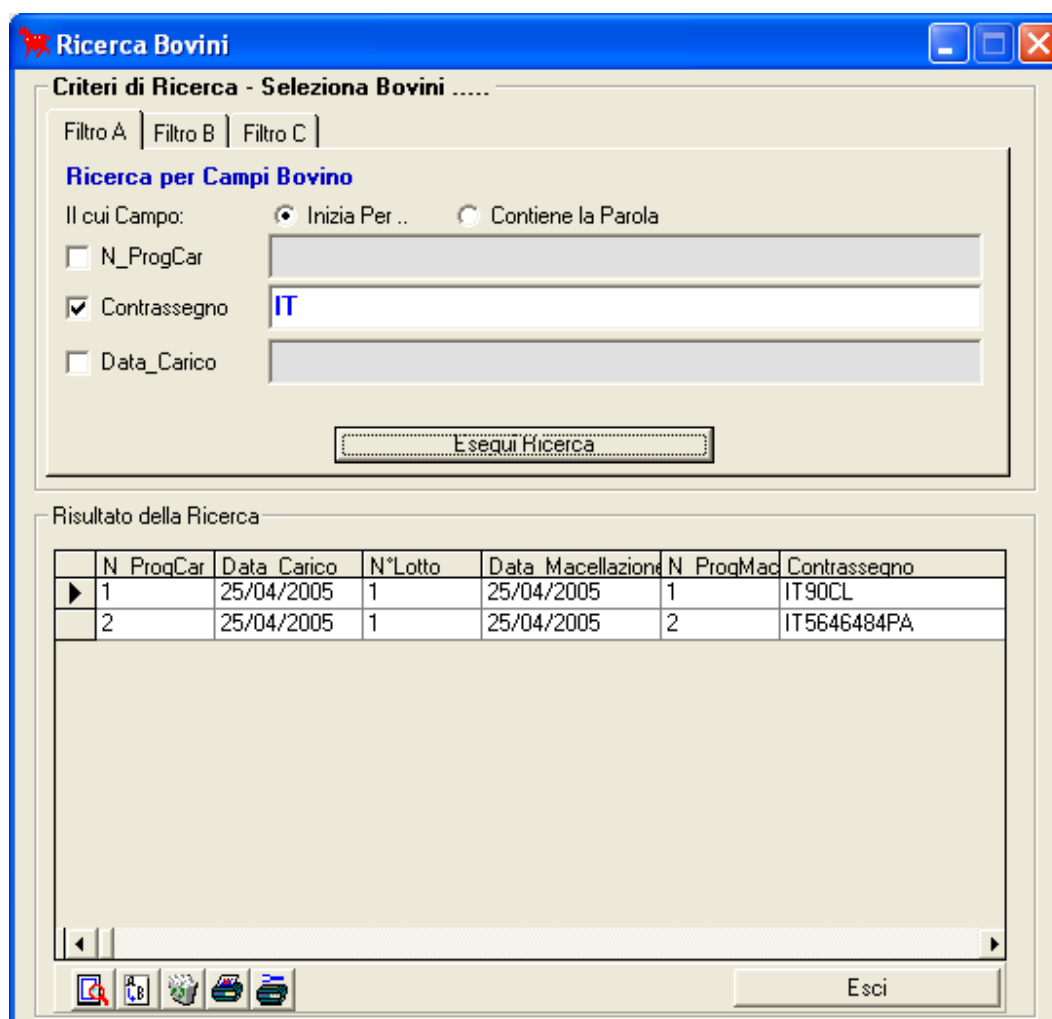 Ricerca Bovini
Criteri di Ricerca - Seleziona Bovini .....
Filtro A Filtro B Filtro C
Ricerca per Campi Bovino
Il cui Campo: Inizia Per .. Contiene la Parola
N_ProgCar
Contrassegno IT
Data_Carico
Esegui Ricerca
Risultato della Ricerca
N_ProgCar Data_Carico N°Lotto Data_Macellazione N_ProgMac Contrassegno
1 25/04/2005 1 25/04/2005 1 IT90CL
2 25/04/2005 1 25/04/2005 2 IT5646484PA
Esci